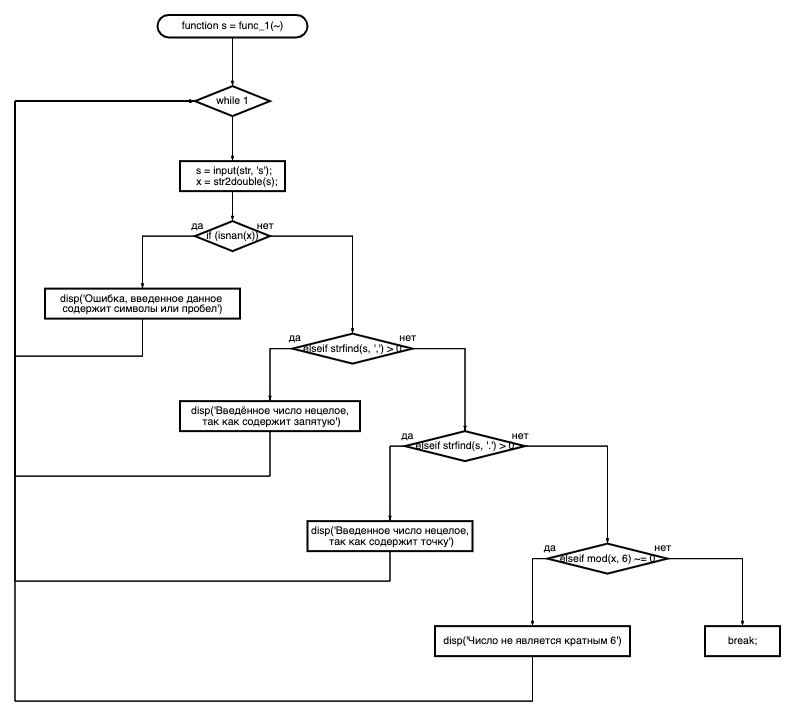 function s = func_1(~)
while 1
s = input(str, 's');
x = str2double(s);
да
нет
if (isnan(x))
disp('Ошибка, введенное данное
содержит символы или пробел')
да
нет
elseif strfind(s, ',') > 0
disp('Введённое число нецелое,
так как содержит запятую')
да
нет
elseif strfind(s, '.') > 0
disp('Введенное число нецелое,
так как содержит точку')
да
нет
elseif mod(x, 6) ~= 0
disp('Число не является кратным 6')
break;